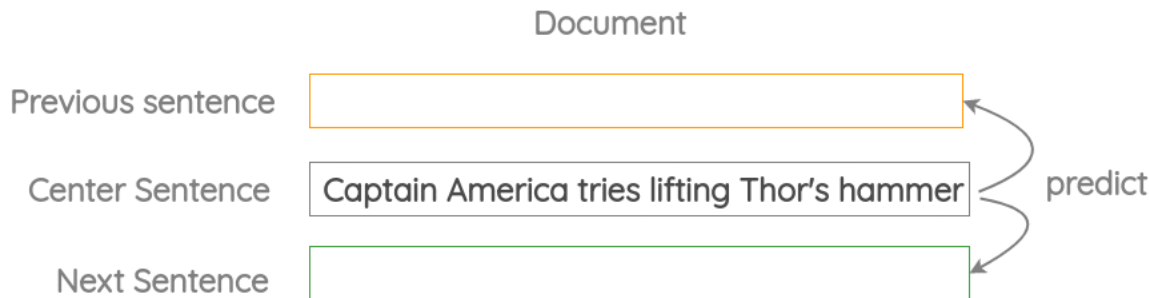 Document
Previous sentence
Center Sentence
Captain America tries lifting Thor's hammer
predict
Next Sentence